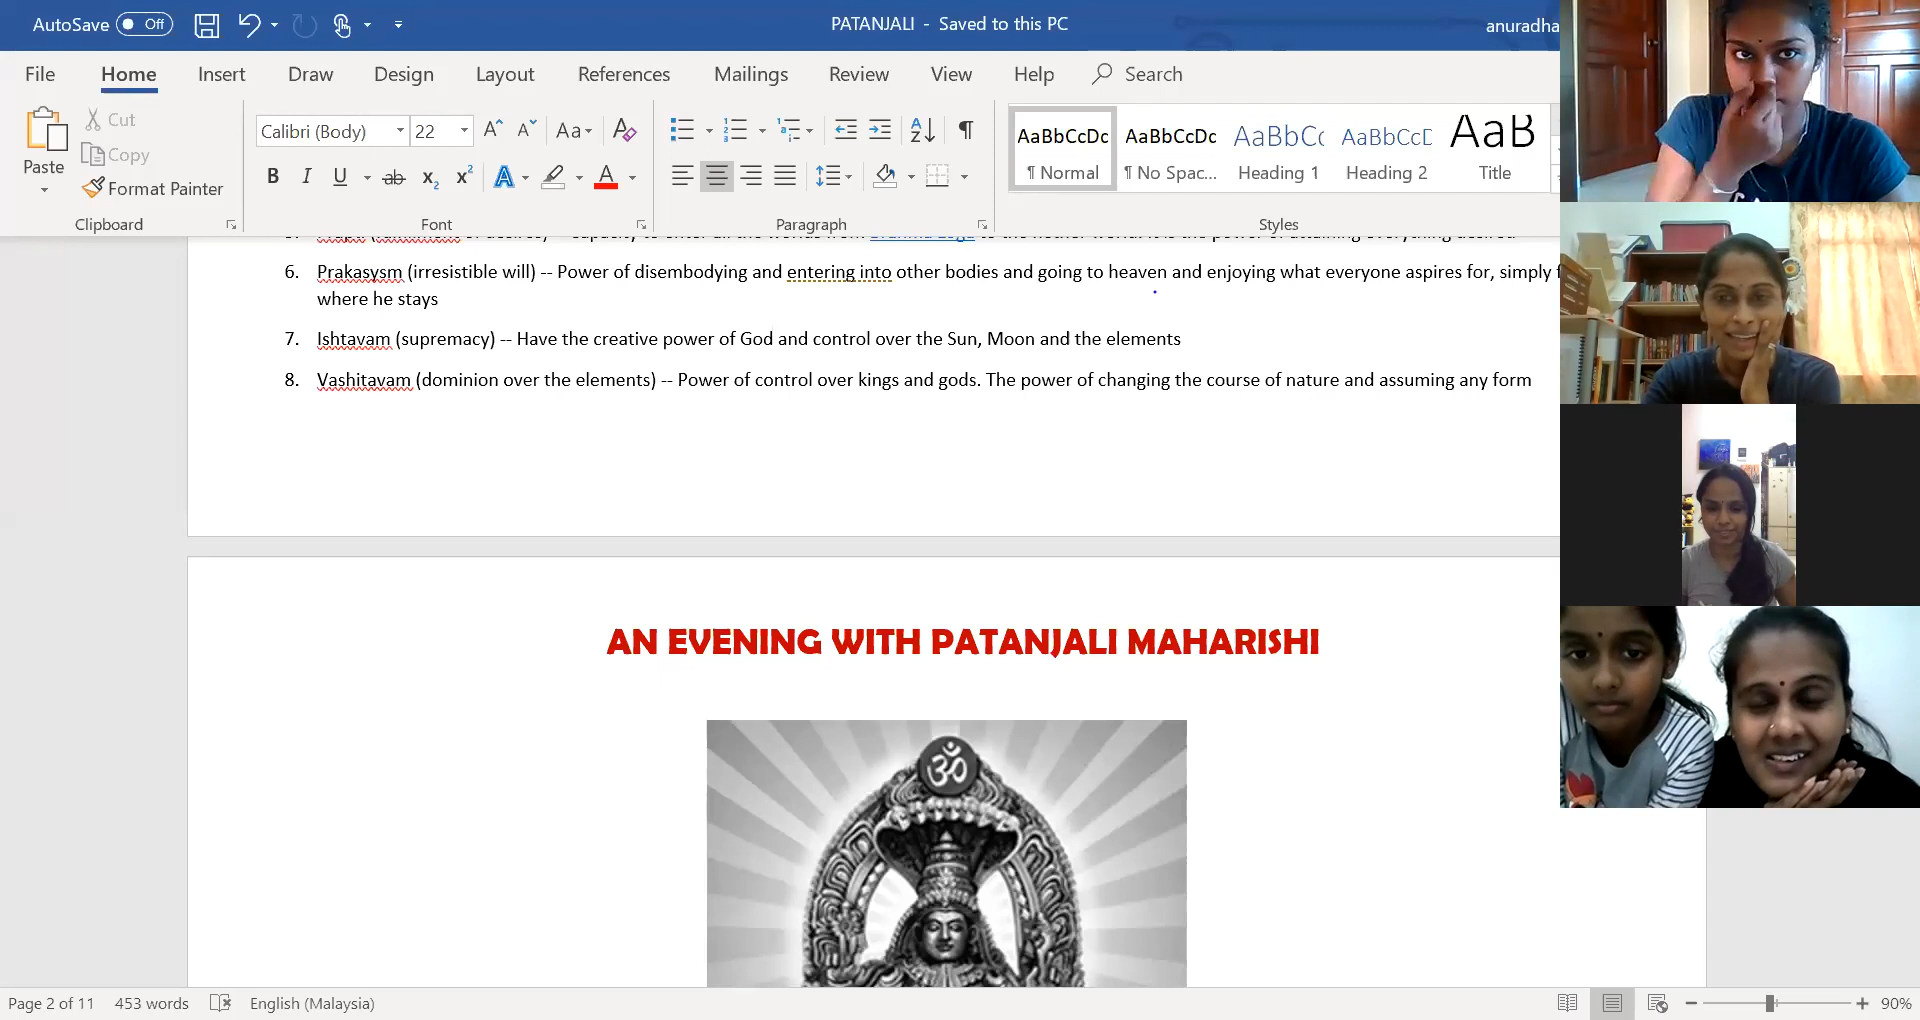 AutoSave Off PATANJALI - Saved to this PC anuradha
File Home Insert Draw Design Layout References Mailings Review View Help Search
Paste
Cut
Copy
Format Painter
Calibri (Body) 22
AaBbCcDc AaBbCcDc AaBbCc AaBbCcD AaB
¶ Normal ¶ No Spac... Heading 1 Heading 2 Title
Clipboard Font Paragraph Styles
6. Prakasysm (irresistible will) -- Power of disembodying and entering into other bodies and going to heaven and enjoying what everyone aspires for, simply
where he stays
7. Ishtavam (supremacy) -- Have the creative power of God and control over the Sun, Moon and the elements
8. Vashitavam (dominion over the elements) -- Power of control over kings and gods. The power of changing the course of nature and assuming any form
AN EVENING WITH PATANJALI MAHARISHI
ॐ
Page 2 of 11 453 words English (Malaysia) 90%